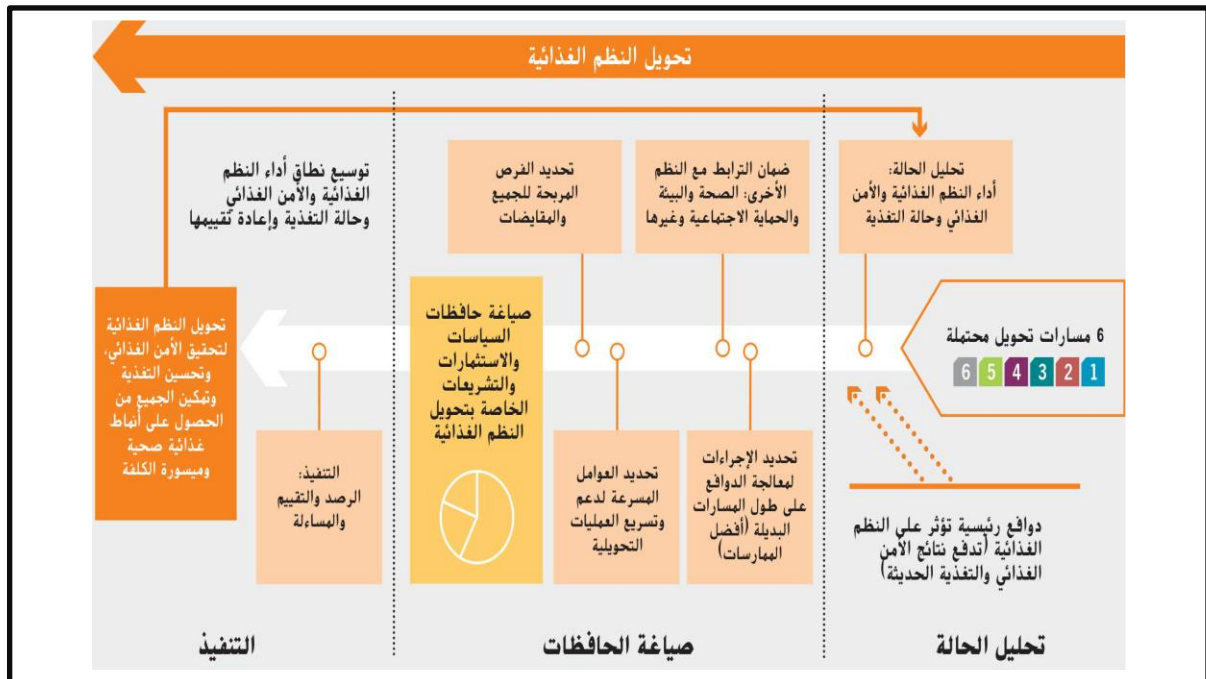 تحويل النظم الغذائية
تحليل الحالة:
أداء النظم الغذائية والأمن
الغذائي وحالة التغذية
ضمان الترابط مع النظم
الأخرى: الصحة والبيئة
والحماية الاجتماعية وغيرها
تحديد الفرص
المربحة للجميع
والمقايضات
توسيع نطاق أداء النظم
الغذائية والأمن الغذائي
وحالة التغذية وإعادة تقييمها
6 مسارات تحويل محتملة
1 2 3 4 5 6
صياغة حافظات
السياسات
والاستثمارات
والتشريعات
الخاصة بتحويل
النظم الغذائية
تحويل النظم الغذائية
لتحقيق الأمن الغذائي،
وتحسين التغذية
وتمكين الجميع من
الحصول على أنماط
غذائية صحية
وميسورة الكلفة
دوافع رئيسية تؤثر على النظم
الغذائية (تدفع نتائج الأمن
الغذائي والتغذية الحديثة)
تحديد الإجراءات
لمعالجة الدوافع
على طول المسارات
البديلة (أفضل
الممارسات)
تحديد العوامل
المسرعة لدعم
وتسريع العمليات
التحويلية
التنفيذ:
الرصد والتقييم
والمساءلة
تحليل الحالة
صياغة الحافظات
التنفيذ